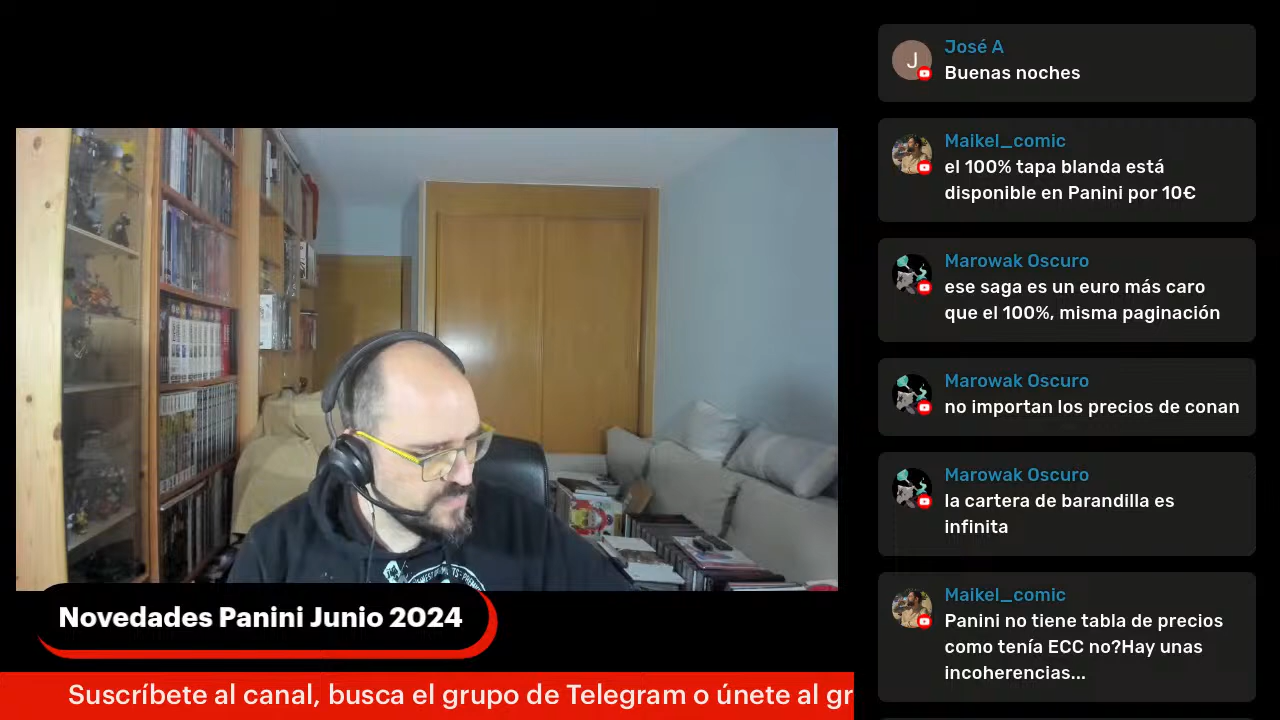 José A
Buenas noches
Maikel_comic
el 100% tapa blanda está
disponible en Panini por 10€
Marowak Oscuro
ese saga es un euro más caro
que el 100%, misma paginación
Marowak Oscuro
no importan los precios de conan
Marowak Oscuro
la cartera de barandilla es
infinita
Maikel_comic
Panini no tiene tabla de precios
como tenía ECC no?Hay unas
incoherencias...
Novedades Panini Junio 2024
Suscríbete al canal, busca el grupo de Telegram o únete al gr
J